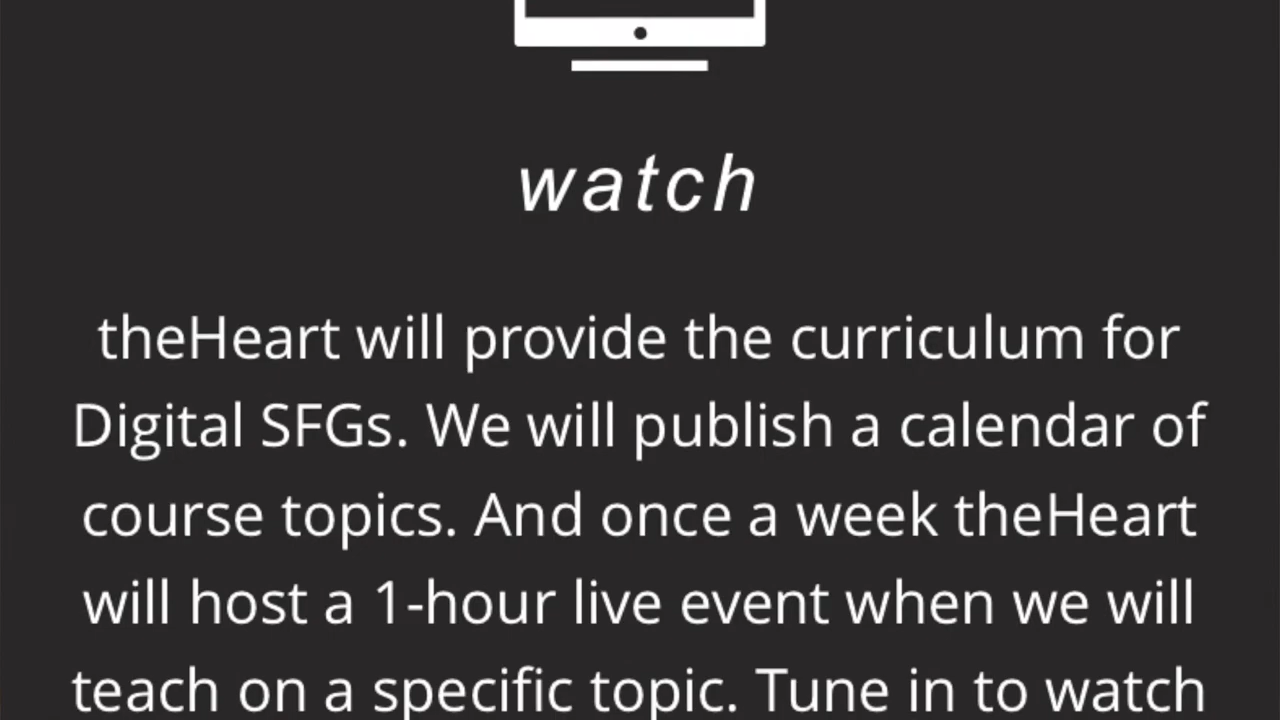 watch
theHeart will provide the curriculum for
Digital SFGs. We will publish a calendar of
course topics. And once a week theHeart
will host a 1-hour live event when we will
teach on a specific topic. Tune in to watch